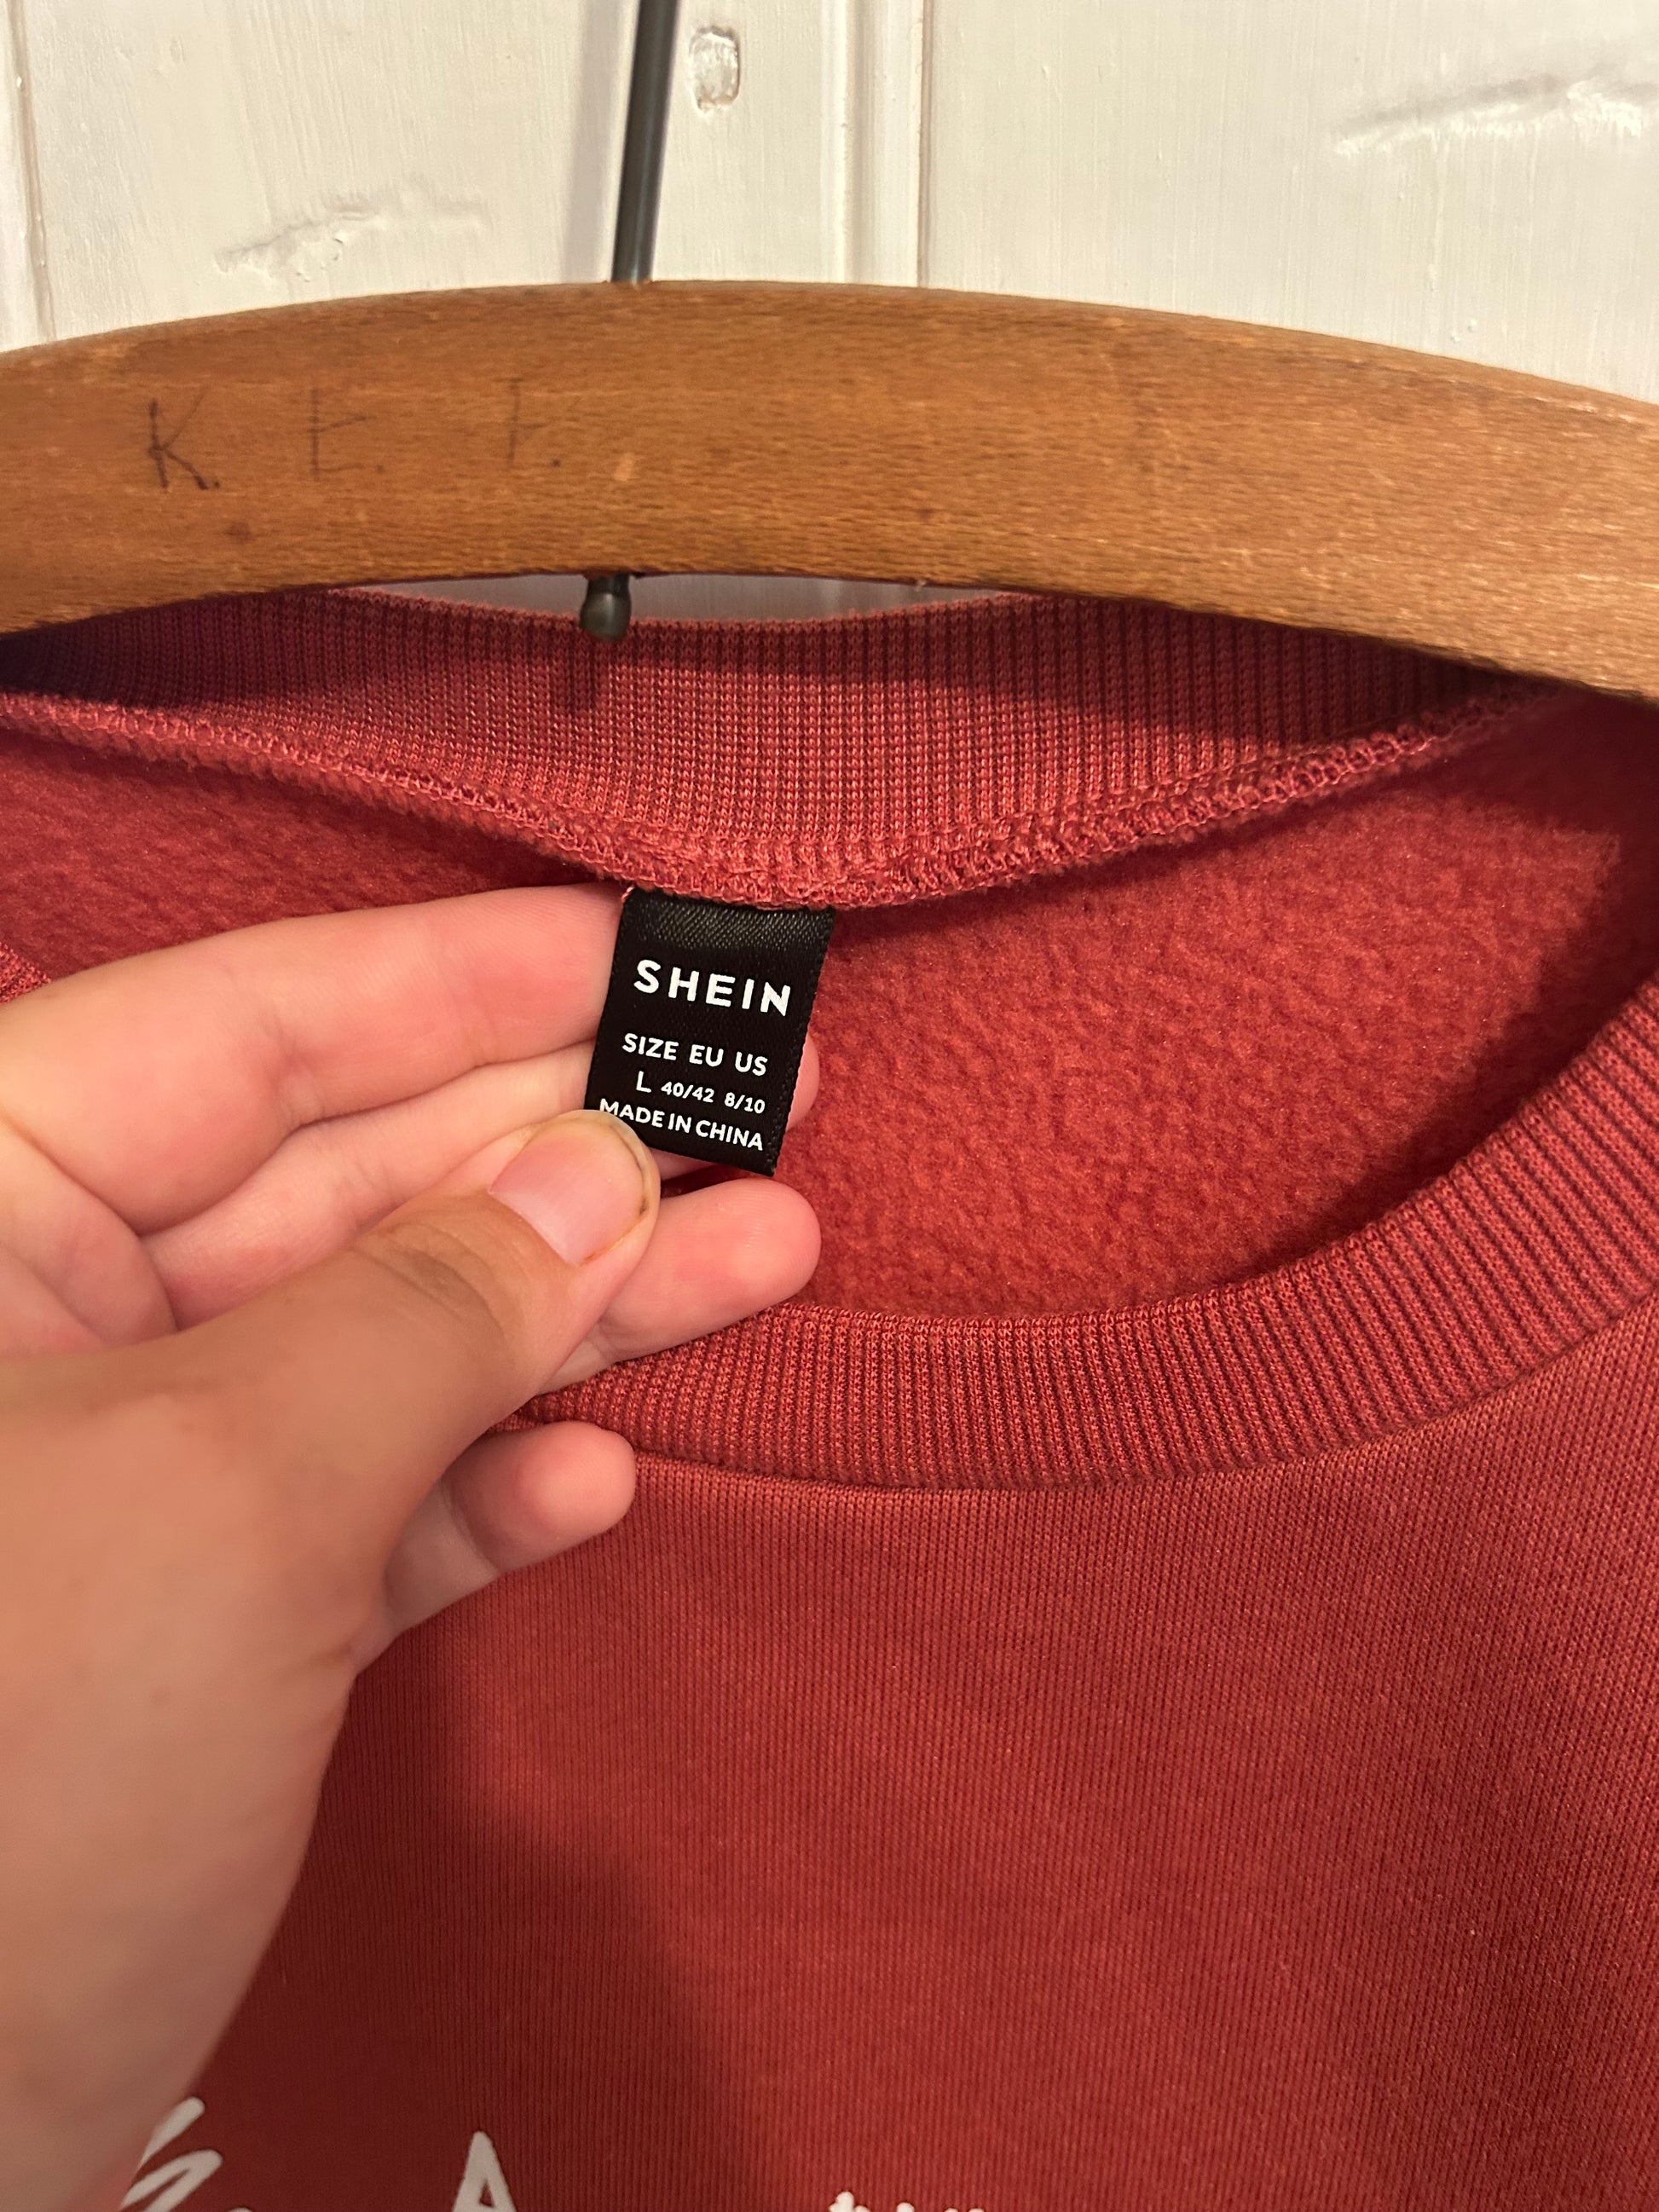 K. E. F.
SHEIN
SIZE EU US
L 40/42 8/10
MADE IN CHINA